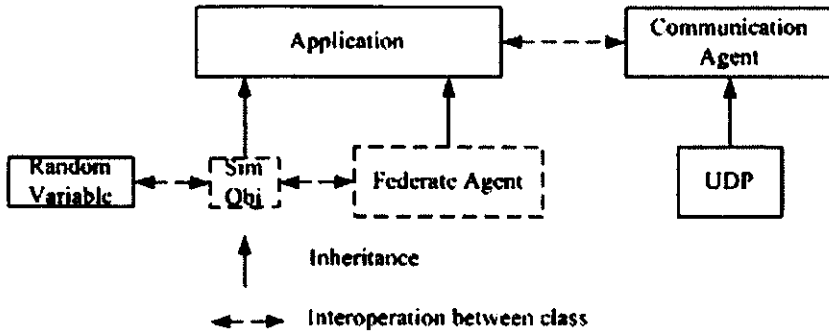 Application
Communication
Agent
Random
Variable
Sim
Obj
Federate Agent
UDP
Inheritance
Interoperation between class